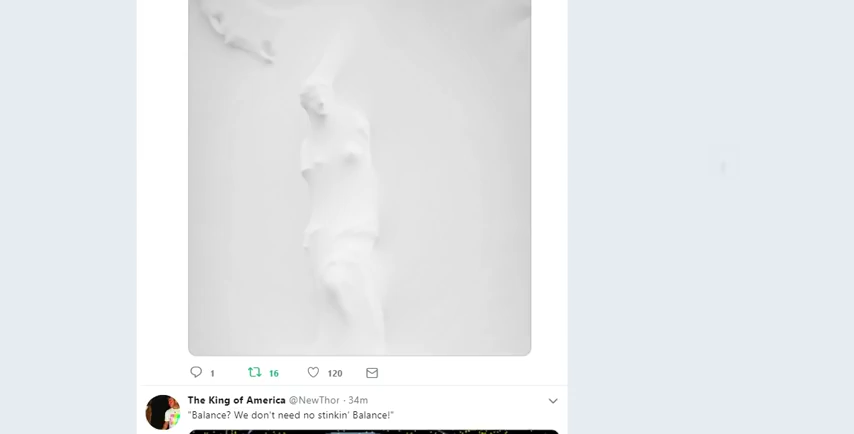 1 16 120
The King of America @NewThor · 34m
"Balance? We don't need no stinkin' Balance!"